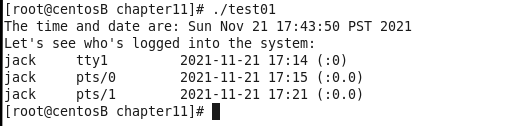 [root@centosB chapter11]# ./test01
The time and date are: Sun Nov 21 17:43:50 PST 2021
Let's see who's logged into the system:
jack     tty1         2021-11-21 17:14 (:0)
jack     pts/0        2021-11-21 17:15 (:0.0)
jack     pts/1        2021-11-21 17:21 (:0.0)
[root@centosB chapter11]#